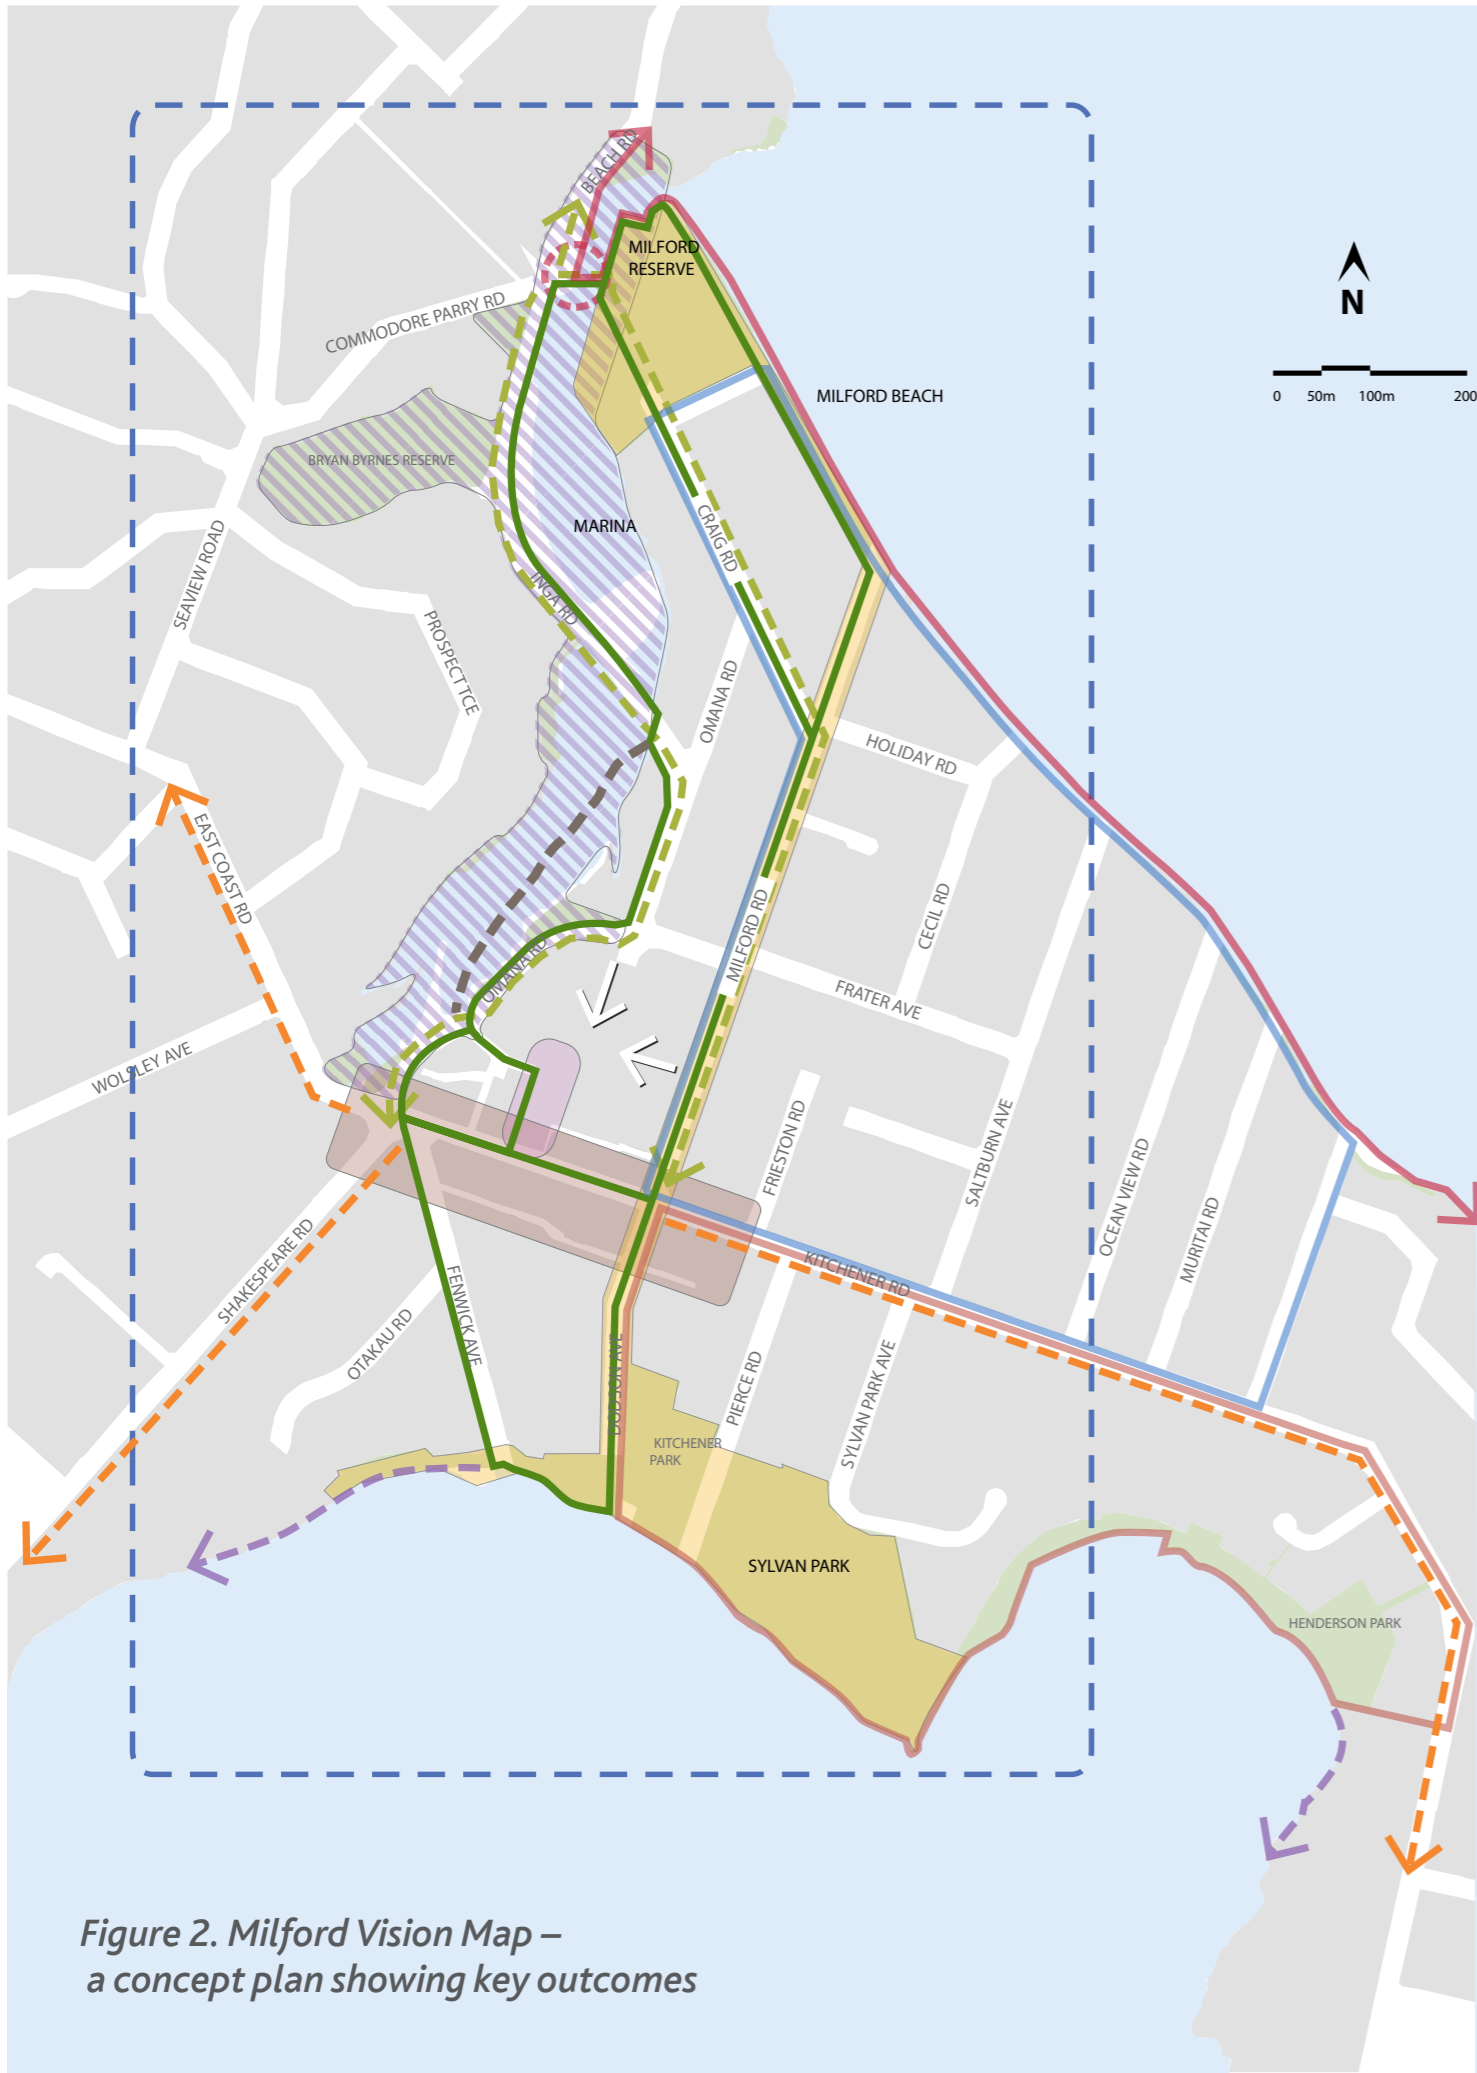 BEACH RD
MILFORD
RESERVE
N
0 50m 100m 200
COMMODORE PARRY RD
MILFORD BEACH
BRYAN BYRNES RESERVE
MARINA
CRAIG RD
SEAVIEW ROAD
INGA RD
PROSPECT TCE
OMANA RD
HOLIDAY RD
EAST COAST RD
CECIL RD
MILFORD RD
OMANA RD
FRATER AVE
WOLSLEY AVE
FRIESTON RD
SALTBURN AVE
OCEAN VIEW RD
MURITAI RD
SHAKESPEARE RD
KITCHENER RD
FENWICK AVE
OTAKAU RD
DODSON AVE
PIERCE RD
SYLVAN PARK AVE
KITCHENER
PARK
SYLVAN PARK
HENDERSON PARK
Figure 2. Milford Vision Map –
a concept plan showing key outcomes